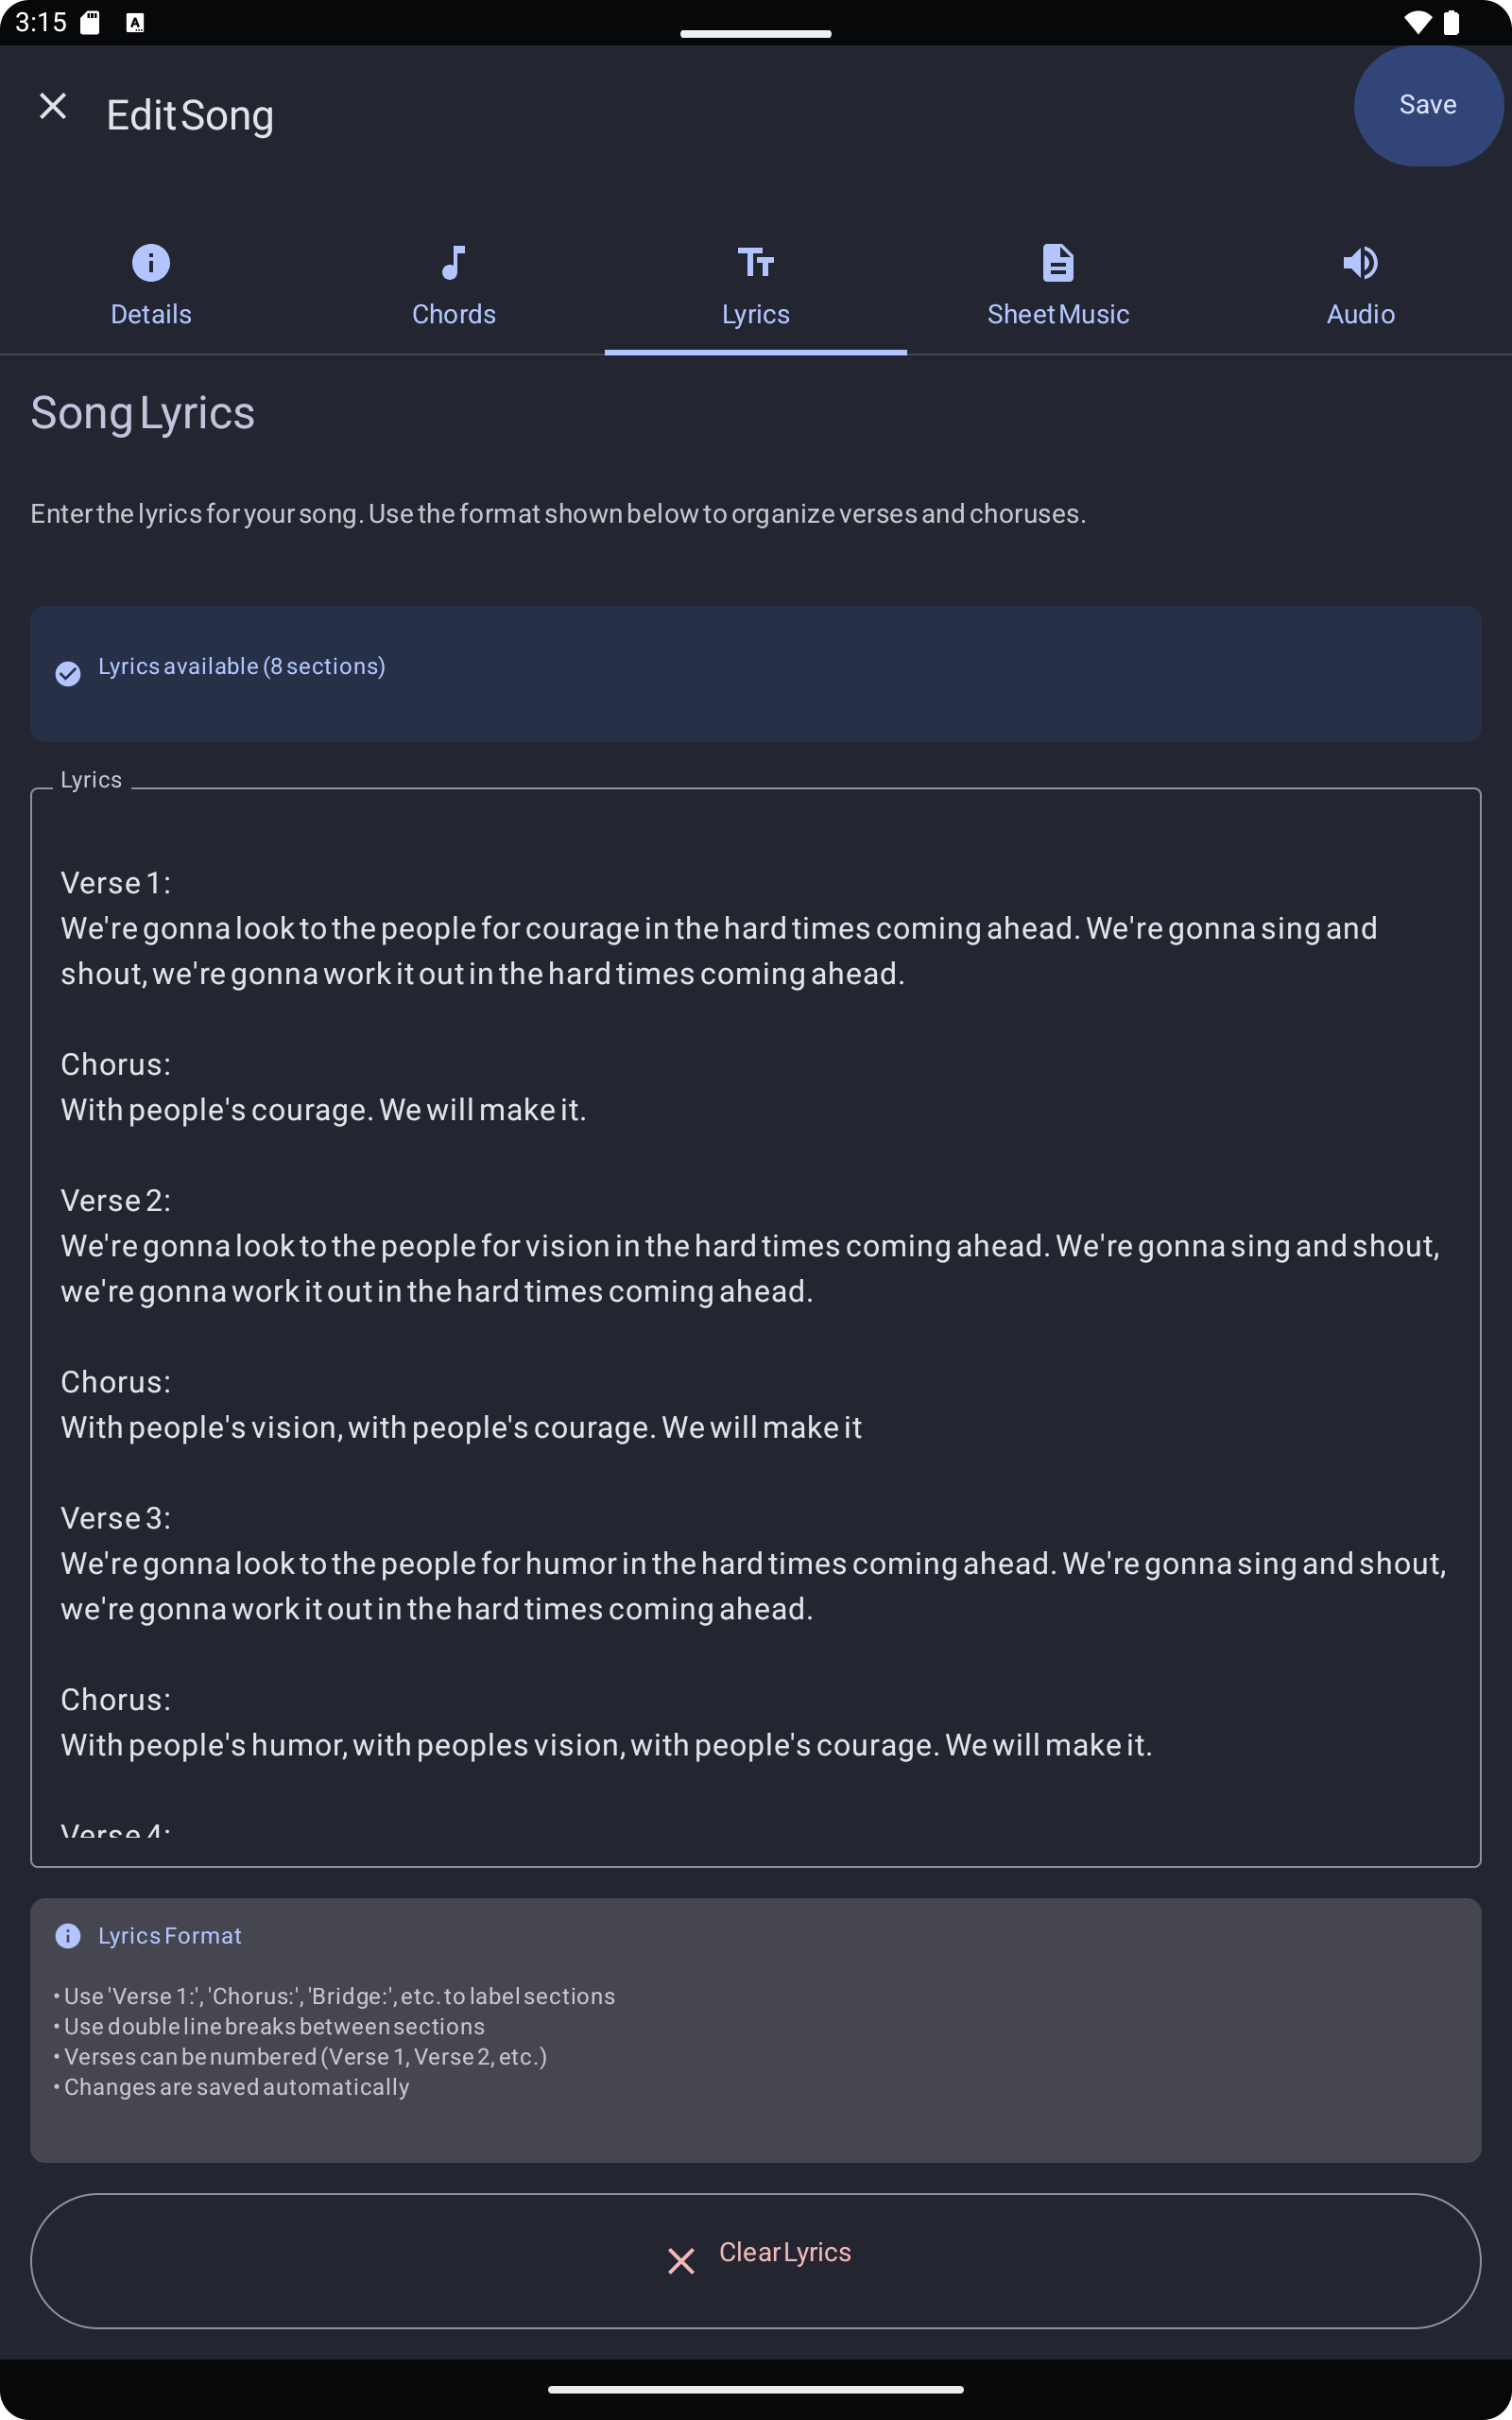 3:15
Edit Song
Save
Details
Chords
Lyrics
Sheet Music
Audio
Song Lyrics
Enter the lyrics for your song. Use the format shown below to organize verses and choruses.
Lyrics available (8 sections)
Lyrics
Verse 1:
We're gonna look to the people for courage in the hard times coming ahead. We're gonna sing and
shout, we're gonna work it out in the hard times coming ahead.
Chorus:
With people's courage. We will make it.
Verse 2:
We're gonna look to the people for vision in the hard times coming ahead. We're gonna sing and shout,
we're gonna work it out in the hard times coming ahead.
Chorus:
With people's vision, with people's courage. We will make it
Verse 3:
We're gonna look to the people for humor in the hard times coming ahead. We're gonna sing and shout,
we're gonna work it out in the hard times coming ahead.
Chorus:
With people's humor, with peoples vision, with people's courage. We will make it.
Verse 4:
Lyrics Format
• Use 'Verse 1:', 'Chorus:', 'Bridge:', etc. to label sections
• Use double line breaks between sections
• Verses can be numbered (Verse 1, Verse 2, etc.)
• Changes are saved automatically
Clear Lyrics